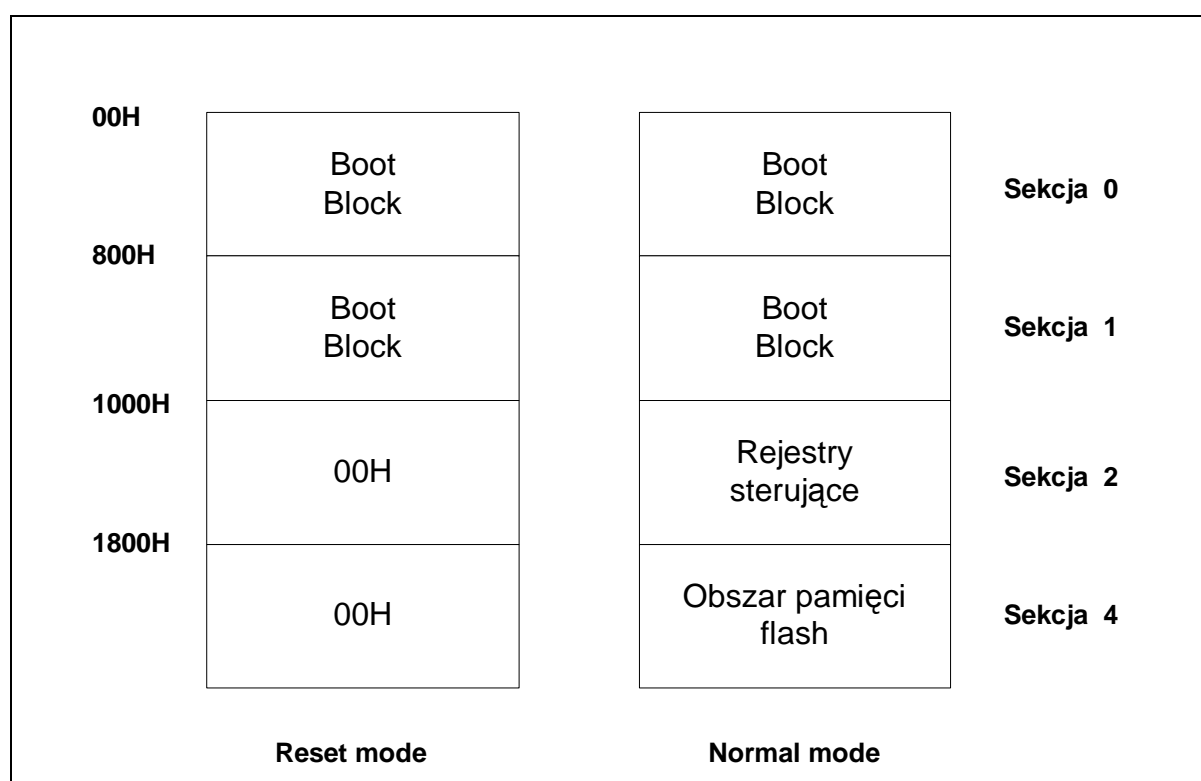 00H
Boot
Block
Boot
Block
Sekcja 0
800H
Boot
Block
Boot
Block
Sekcja 1
1000H
00H
Rejestry
sterujące
Sekcja 2
1800H
00H
Obszar pamięci
flash
Sekcja 4
Reset mode
Normal mode